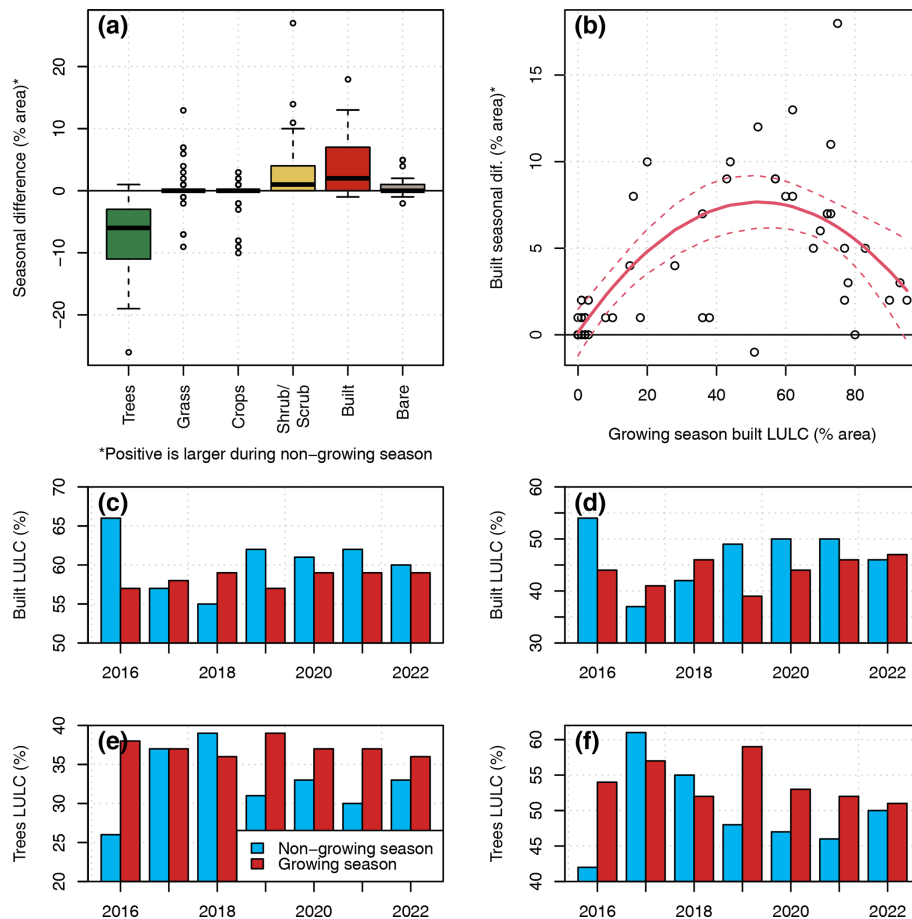 (a)
Seasonal difference (% area)*
20
10
0
−10
−20
Trees
Grass
Crops
Shrub/
Scrub
Built
Bare
*Positive is larger during non−growing season
(b)
Built seasonal dif. (% area)*
15
10
5
0
0 20 40 60 80
Growing season built LULC (% area)
(c)
Built LULC (%)
70
65
60
55
50
2016 2018 2020 2022
(d)
Built LULC (%)
60
50
40
30
2016 2018 2020 2022
(e)
Trees LULC (%)
40
35
30
25
20
Non−growing season
Growing season
2016 2018 2020 2022
(f)
Trees LULC (%)
60
55
50
45
40
2016 2018 2020 2022